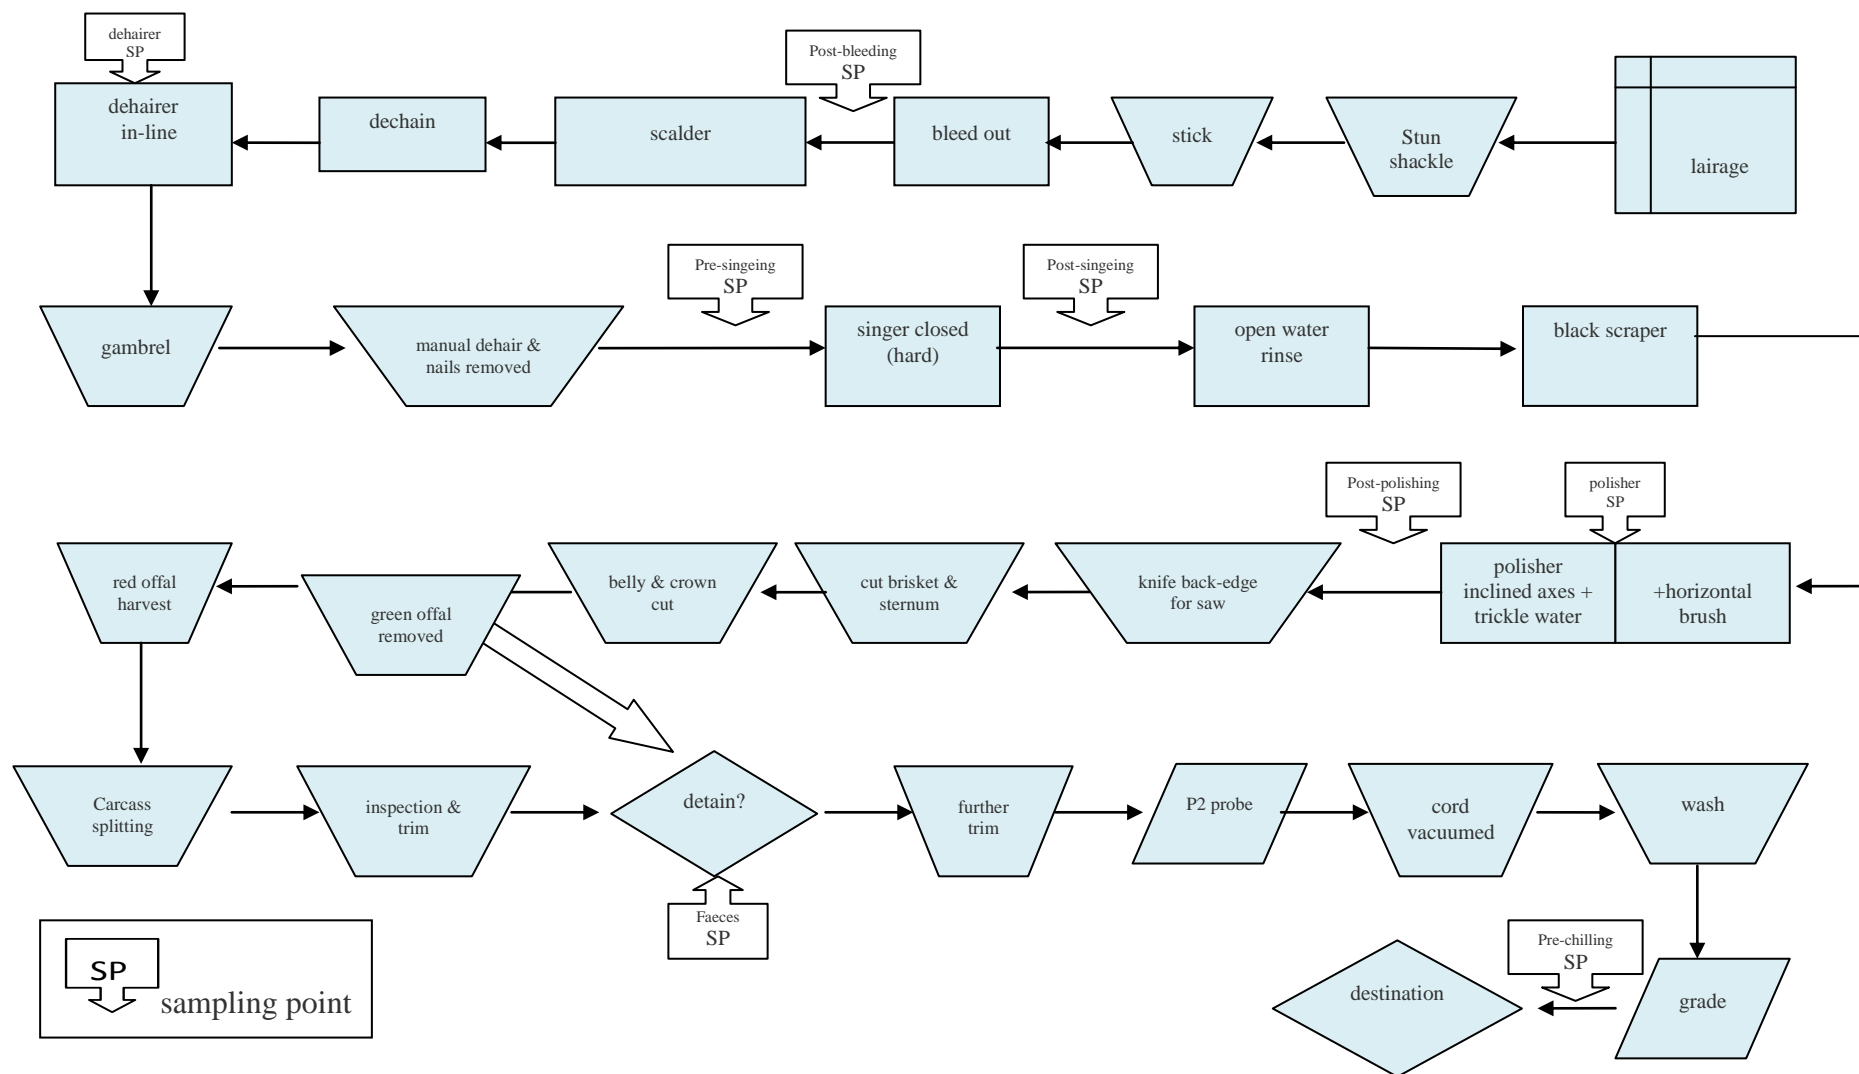 dehairer
SP
Post-bleeding
SP
dehairer
in-line
dechain
scalder
bleed out
stick
Stun
shackle
lairage
Pre-singeing
SP
Post-singeing
SP
gambrel
manual dehair &
nails removed
singer closed
(hard)
open water
rinse
black scraper
Post-polishing
SP
polisher
SP
red offal
harvest
green offal
removed
belly & crown
cut
cut brisket &
sternum
knife back-edge
for saw
polisher
inclined axes +
trickle water
+horizontal
brush
Carcass
splitting
inspection &
trim
detain?
further
trim
P2 probe
cord
vacuumed
wash
Faeces
SP
SP
sampling point
destination
Pre-chilling
SP
grade